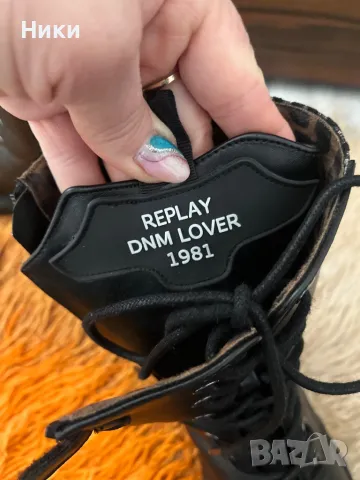 Ники
REPLAY
DNM LOVER
1981
BAZAR